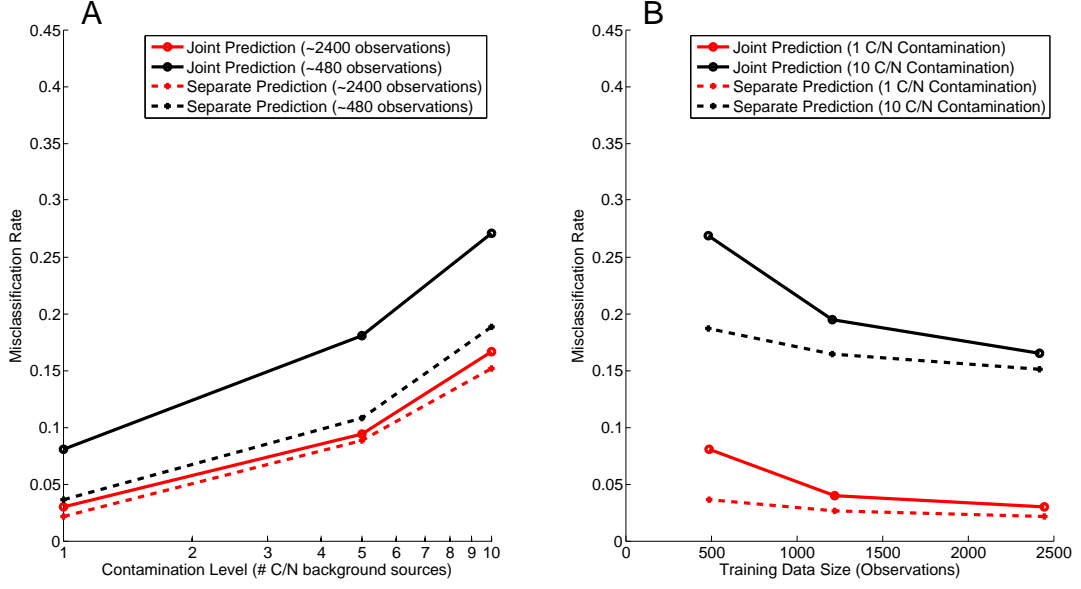 A
0.45
0.4
0.35
0.3
0.25
0.2
0.15
0.1
0.05
0
Misclassification Rate
Joint Prediction (~2400 observations)
Joint Prediction (~480 observations)
Separate Prediction (~2400 observations)
Separate Prediction (~480 observations)
1 2 3 4 5 6 7 8 9 10
Contamination Level (# C/N background sources)
B
0.45
0.4
0.35
0.3
0.25
0.2
0.15
0.1
0.05
0
Misclassification Rate
Joint Prediction (1 C/N Contamination)
Joint Prediction (10 C/N Contamination)
Separate Prediction (1 C/N Contamination)
Separate Prediction (10 C/N Contamination)
0 500 1000 1500 2000 2500
Training Data Size (Observations)